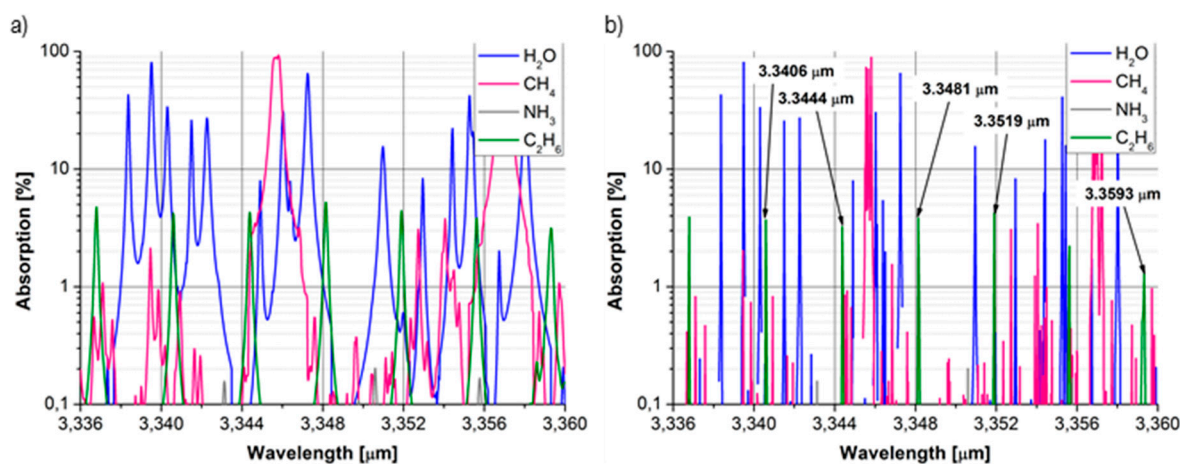 a)
Absorption [%]
100
10
1
0,1
H₂O
CH₄
NH₃
C₂H₆
3,336 3,340 3,344 3,348 3,352 3,356 3,360
Wavelength [µm]
b)
Absorption [%]
100
10
1
0,1
3.3406 µm
3.3444 µm
3.3481 µm
3.3519 µm
3.3593 µm
H₂O
CH₄
NH₃
C₂H₆
3,336 3,340 3,344 3,348 3,352 3,356 3,360
Wavelength [µm]